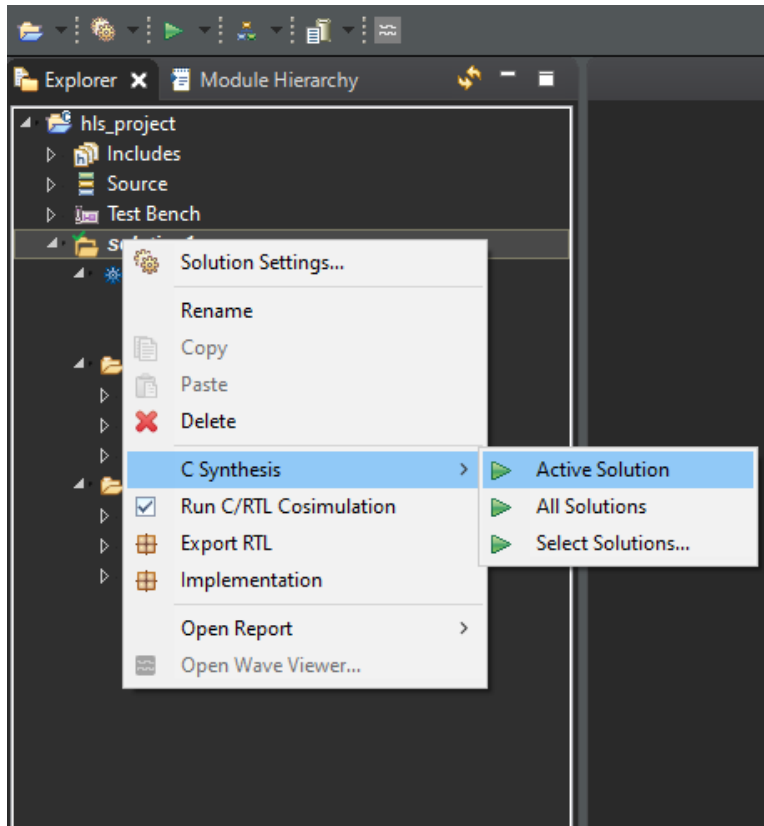 Explorer Module Hierarchy
hls_project
Includes
Source
Test Bench
Solution Settings...
Rename
Copy
Paste
Delete
C Synthesis
Active Solution
Run C/RTL Cosimulation
All Solutions
Export RTL
Select Solutions...
Implementation
Open Report
Open Wave Viewer...